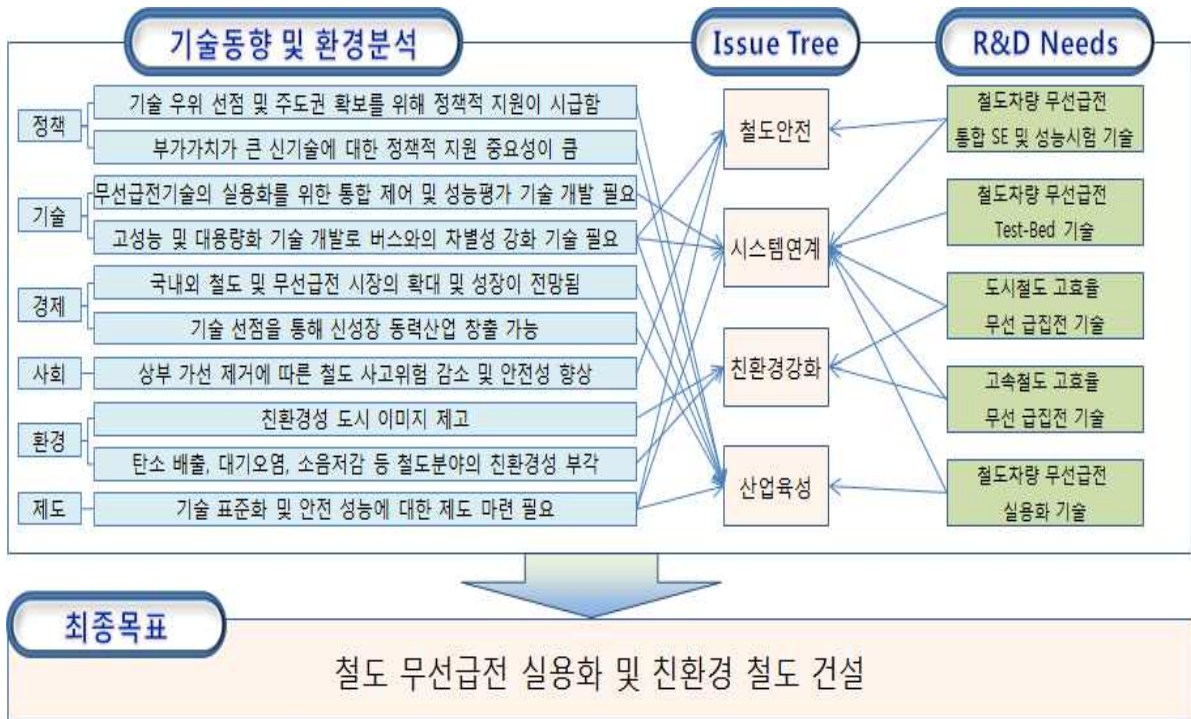 기술동향 및 환경분석
Issue Tree
R&D Needs
정책
기술 우위 선점 및 주도권 확보를 위해 정책적 지원이 시급함
부가가치가 큰 신기술에 대한 정책적 지원 중요성이 큼
기술
무선급전기술의 실용화를 위한 통합 제어 및 성능평가 기술 개발 필요
고성능 및 대용량화 기술 개발로 버스와의 차별성 강화 기술 필요
경제
국내외 철도 및 무선급전 시장의 확대 및 성장이 전망됨
기술 선점을 통해 신성장 동력산업 창출 가능
사회
상부 가선 제거에 따른 철도 사고위험 감소 및 안전성 향상
환경
친환경성 도시 이미지 제고
탄소 배출, 대기오염, 소음저감 등 철도분야의 친환경성 부각
제도
기술 표준화 및 안전 성능에 대한 제도 마련 필요
철도안전
시스템연계
친환경강화
산업육성
철도차량 무선급전
통합 SE 및 성능시험 기술
철도차량 무선급전
Test-Bed 기술
도시철도 고효율
무선 급집전 기술
고속철도 고효율
무선 급집전 기술
철도차량 무선급전
실용화 기술
최종목표
철도 무선급전 실용화 및 친환경 철도 건설